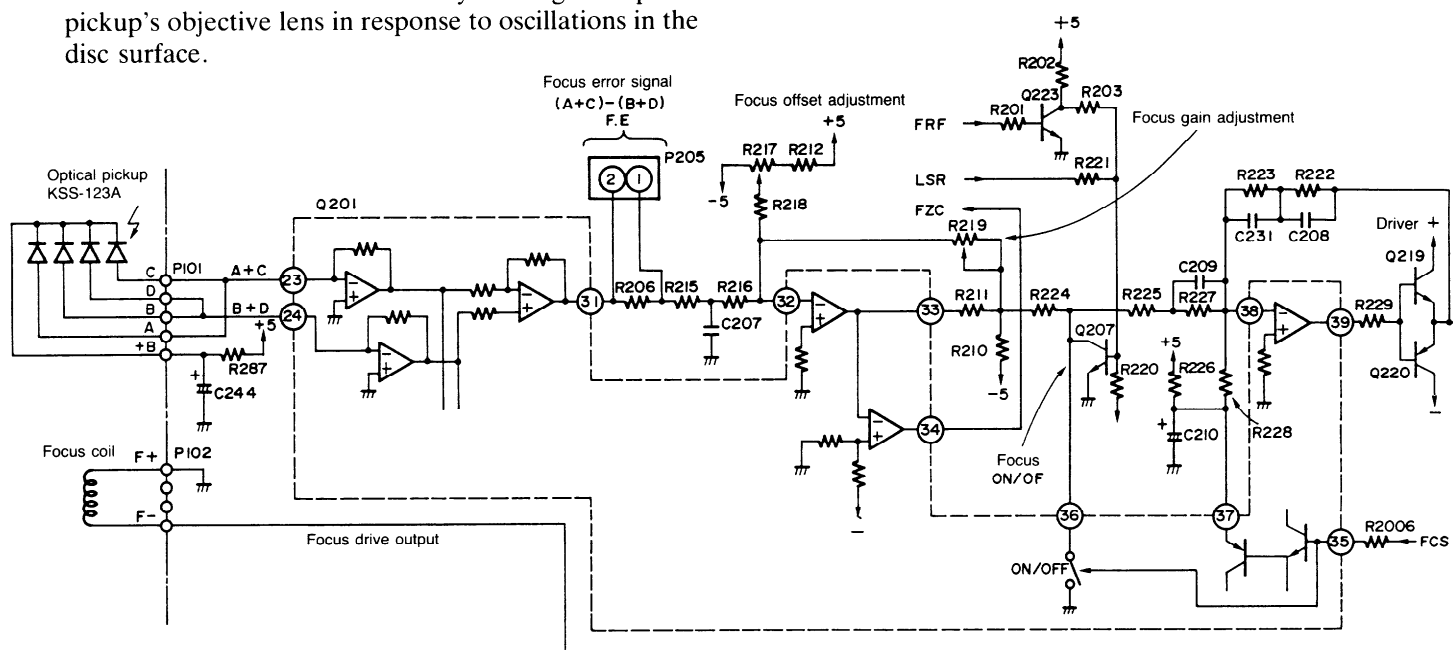 pickup's objective lens in response to oscillations in the
disc surface.
Focus error signal
(A+C)-(B+D)
F.E
P205
2
1
Focus offset adjustment
+5
R217
R212
-5
R218
+5
R202
Q223
R203
R201
FRF
Focus gain adjustment
LSR
R221
FZC
R219
R223
R222
C231
C208
Driver +
Q219
Optical pickup
KSS-123A
Q201
C
P101
A+C
23
D
B
B+D
24
A
+5
+B
R287
+
C244
31
R206
R215
R216
C207
32
33
R211
R224
R210
-5
Q207
R220
C209
R225
R227
38
39
R229
+5
R226
Q220
-
+
C210
R228
34
Focus
ON/OF
-
+
-
+
-
+
-
+
-
+
-
+
-
Focus coil
F+
P102
F-
Focus drive output
36
37
ON/OFF
35
R2006
FCS